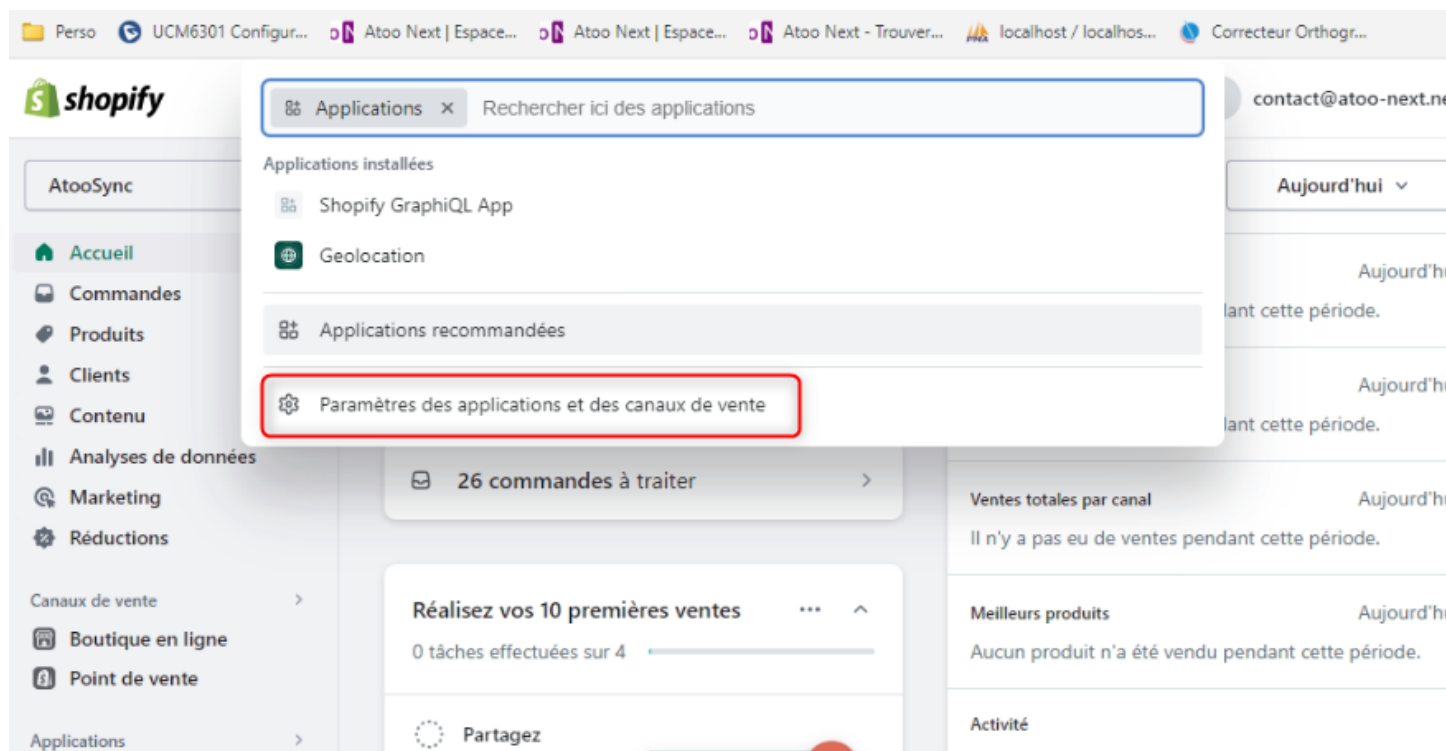 Perso UCM6301 Configur... Atoo Next | Espace... Atoo Next | Espace... Atoo Next - Trouver... localhost / localhos... Correcteur Orthogr...
shopify
Applications × Rechercher ici des applications
contact@atoo-next.ne
Applications installées
AtooSync
Aujourd'hui
Shopify GraphiQL App
Geolocation
Applications recommandées
Paramètres des applications et des canaux de vente
Accueil
Commandes
Produits
Clients
Contenu
Analyses de données
Marketing
Réductions
Canaux de vente
Boutique en ligne
Point de vente
Applications
26 commandes à traiter
Réalisez vos 10 premières ventes
0 tâches effectuées sur 4
Partagez
Aujourd'hu
cette période.
Aujourd'hu
cette période.
Ventes totales par canal Aujourd'hu
Il n'y a pas eu de ventes pendant cette période.
Meilleurs produits Aujourd'hu
Aucun produit n'a été vendu pendant cette période.
Activité